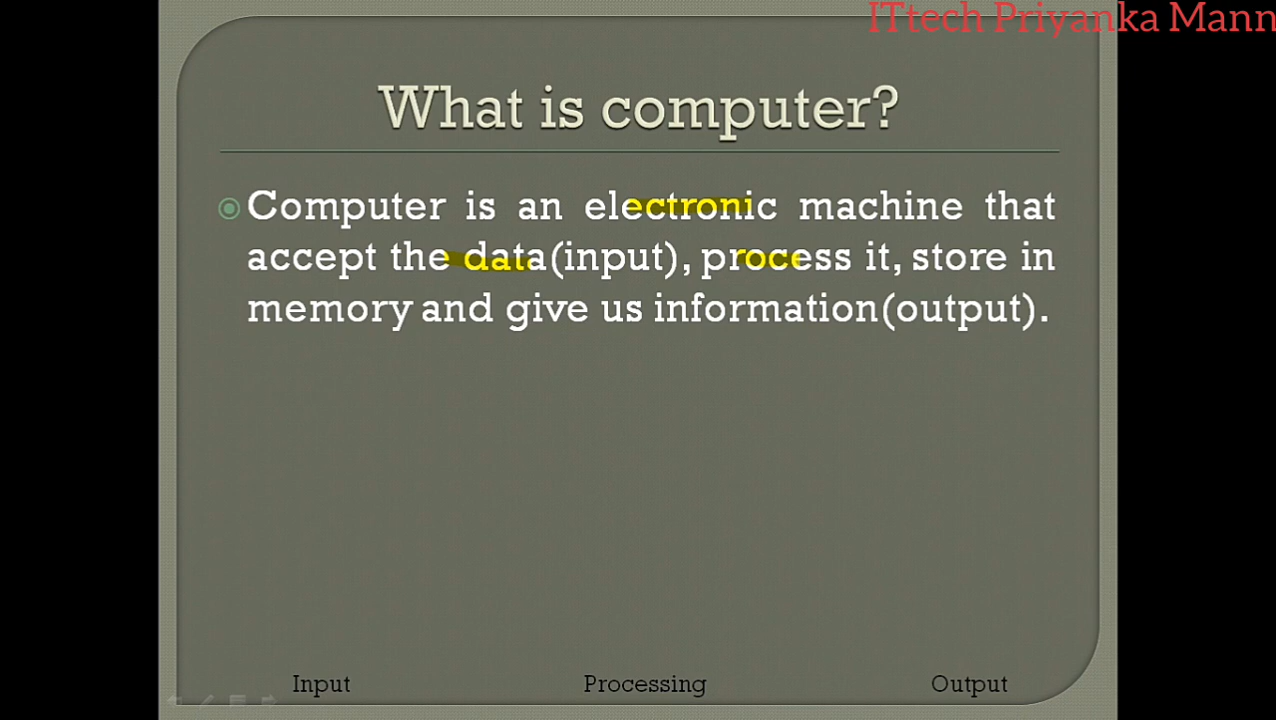 ITtech Priyanka Mann
What is computer?
Computer is an electronic machine that
accept the data(input), process it, store in
memory and give us information(output).
Input Processing Output